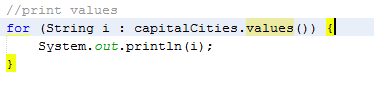 //print values
for (String i : capitalCities.values()) {
    System.out.println(i);
}